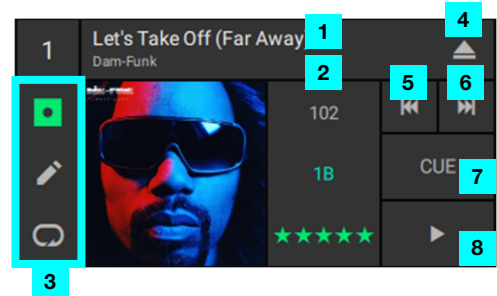 1 Let's Take Off (Far Away 1 4
Dam-Funk
2 5 6
102
1B
CUE 7
★★★★★
8
3